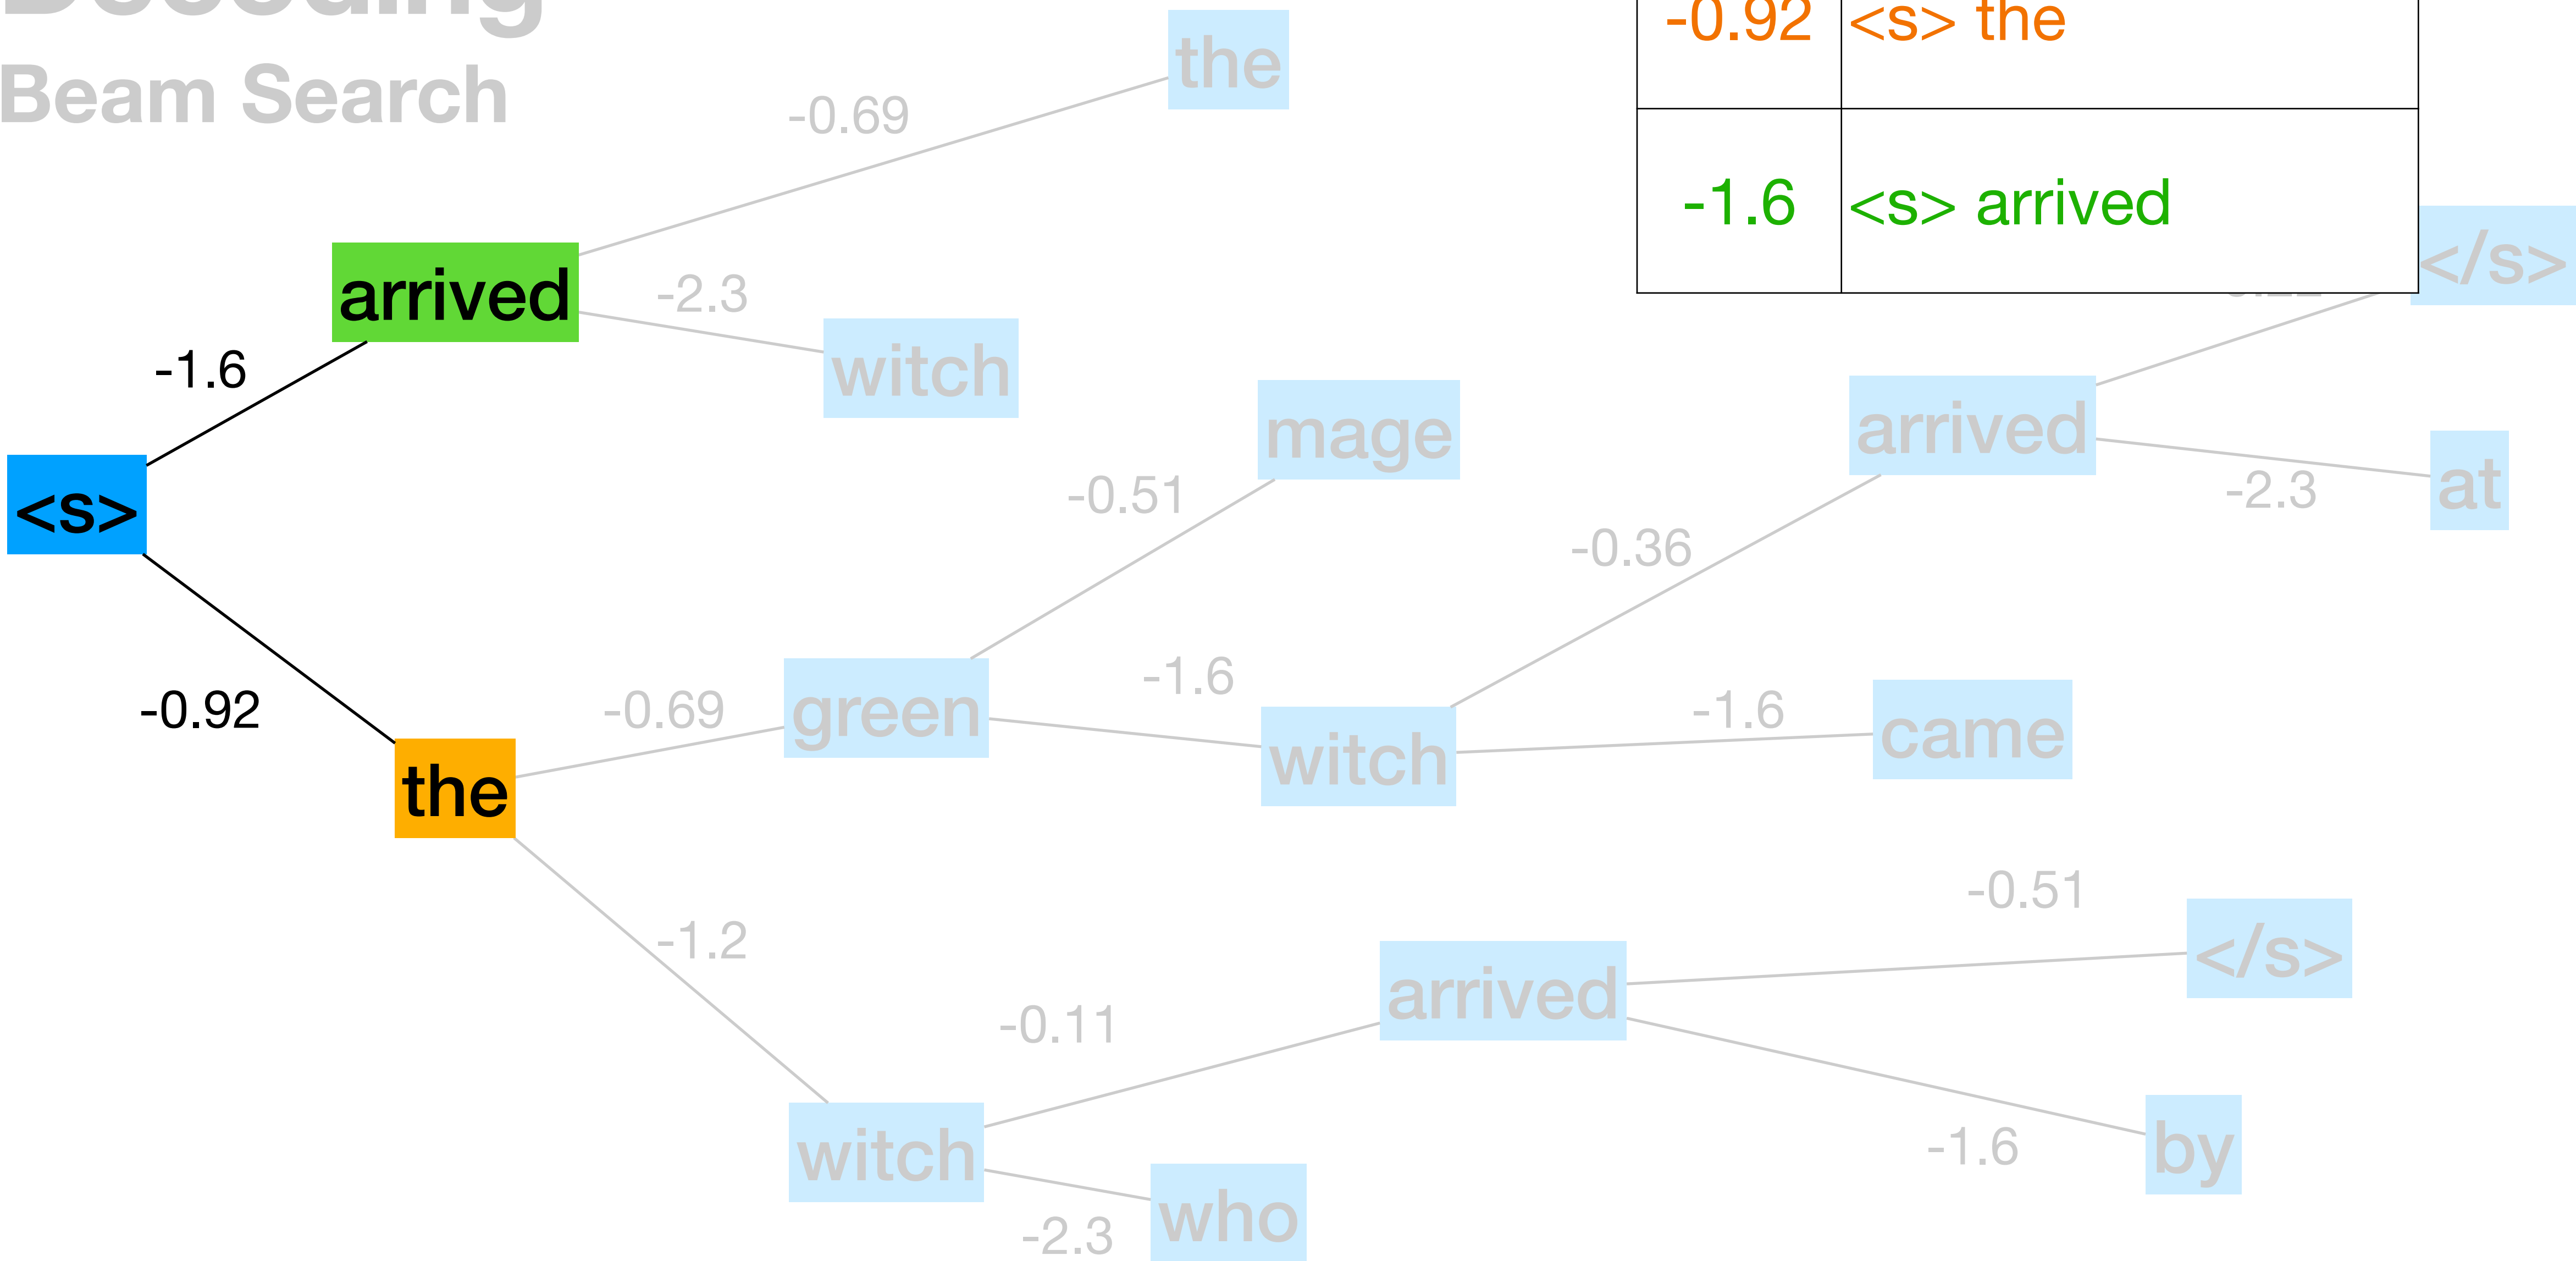 Decoding
Beam Search
-0.92 <s> the
-1.6 <s> arrived
the
-0.69
arrived
-2.3
witch
-1.6
<s>
-0.92
the
-0.69
green
-0.51
mage
-1.6
witch
-0.36
arrived
</s>
-2.3
at
-1.6
came
-1.2
witch
-0.11
arrived
-0.51
</s>
-1.6
by
-2.3
who